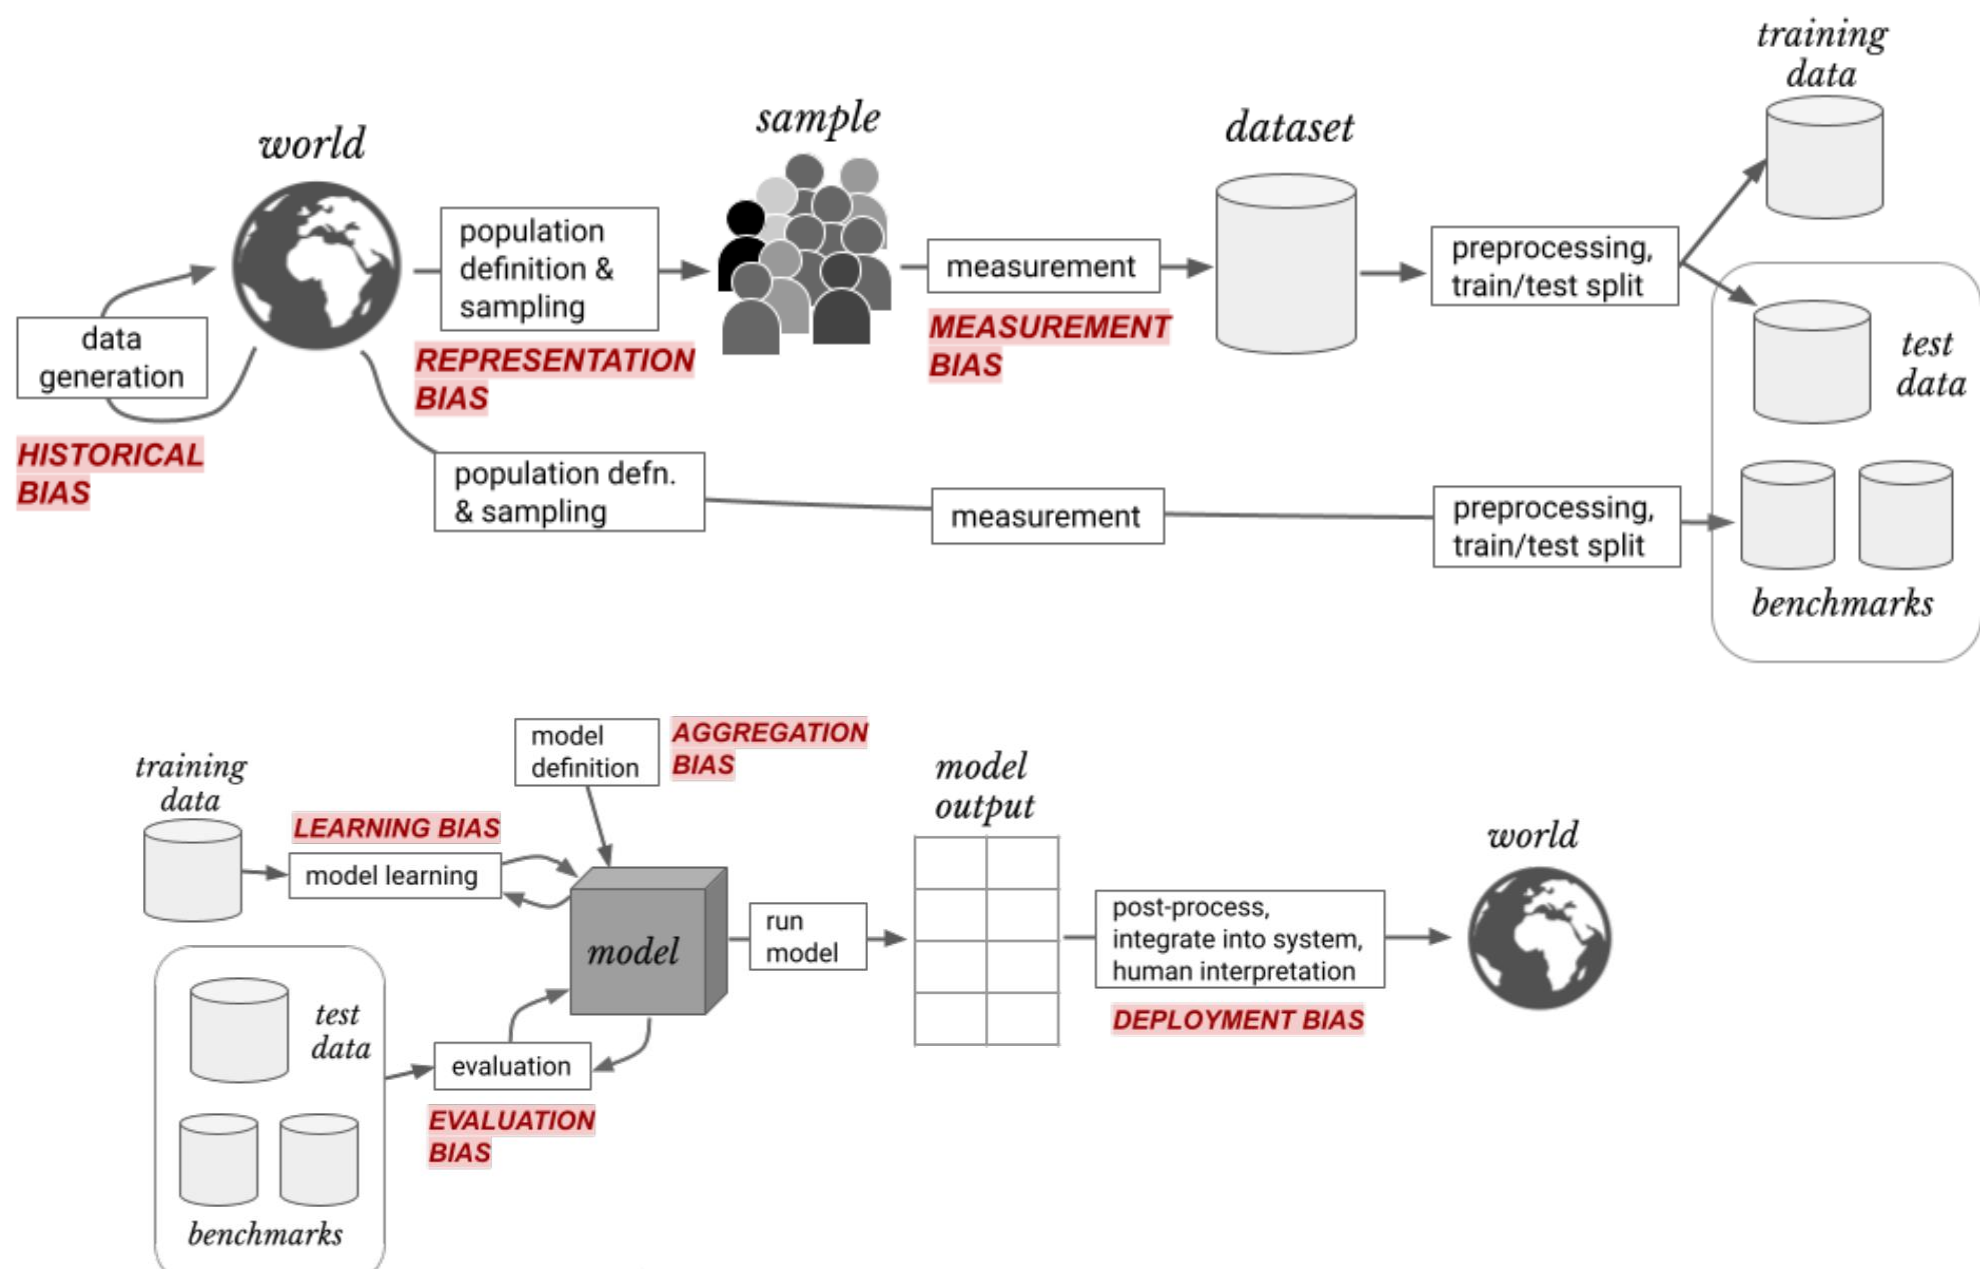 training
data
sample
dataset
world
population
definition &
sampling
preprocessing,
train/test split
measurement
data
generation
REPRESENTATION
BIAS
MEASUREMENT
BIAS
test
data
HISTORICAL
BIAS
population defn.
& sampling
measurement
preprocessing,
train/test split
benchmarks
model
definition
AGGREGATION
BIAS
training
data
LEARNING BIAS
model learning
model
output
world
model
run
model
post-process,
integrate into system,
human interpretation
DEPLOYMENT BIAS
test
data
evaluation
EVALUATION
BIAS
benchmarks